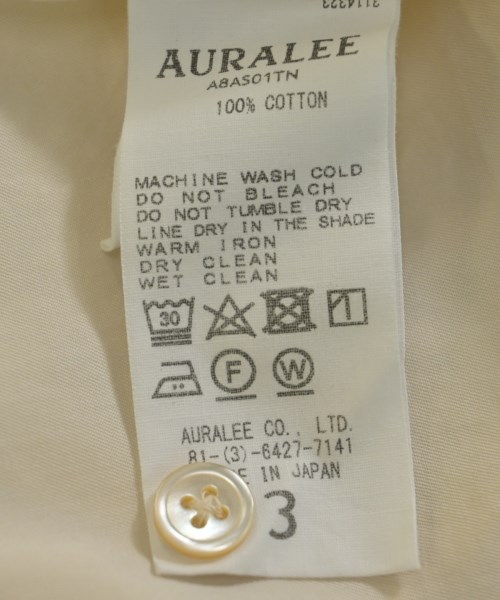 3114323
AURALEE
A8AS01TN
100% COTTON
MACHINE WASH COLD
DO NOT BLEACH
DO NOT TUMBLE DRY
LINE DRY IN THE SHADE
WARM IRON
DRY CLEAN
WET CLEAN
30
F W
AURALEE CO., LTD.
81-(3)-6427-7141
IN JAPAN
3